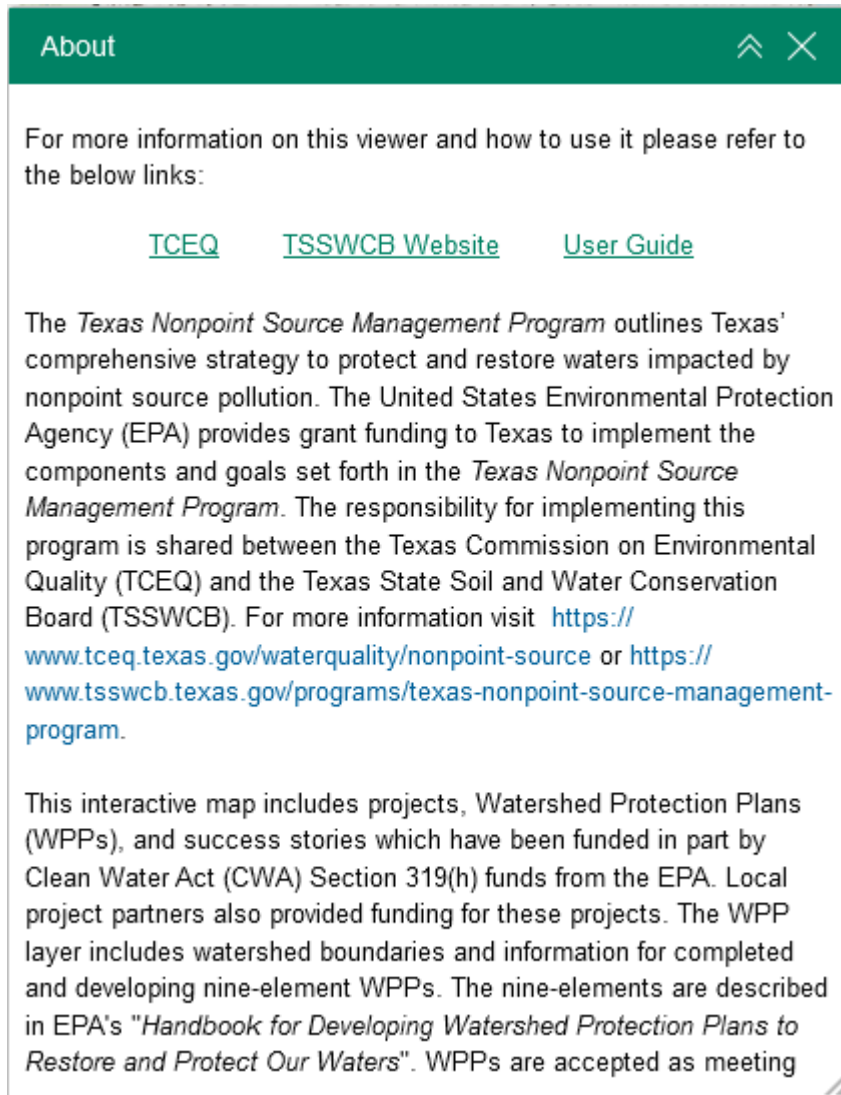 About
For more information on this viewer and how to use it please refer to
the below links:
TCEQ TSSWCB Website User Guide
The Texas Nonpoint Source Management Program outlines Texas'
comprehensive strategy to protect and restore waters impacted by
nonpoint source pollution. The United States Environmental Protection
Agency (EPA) provides grant funding to Texas to implement the
components and goals set forth in the Texas Nonpoint Source
Management Program. The responsibility for implementing this
program is shared between the Texas Commission on Environmental
Quality (TCEQ) and the Texas State Soil and Water Conservation
Board (TSSWCB). For more information visit https://
www.tceq.texas.gov/waterquality/nonpoint-source or https://
www.tsswcb.texas.gov/programs/texas-nonpoint-source-management-
program.
This interactive map includes projects, Watershed Protection Plans
(WPPs), and success stories which have been funded in part by
Clean Water Act (CWA) Section 319(h) funds from the EPA. Local
project partners also provided funding for these projects. The WPP
layer includes watershed boundaries and information for completed
and developing nine-element WPPs. The nine-elements are described
in EPA's "Handbook for Developing Watershed Protection Plans to
Restore and Protect Our Waters". WPPs are accepted as meeting